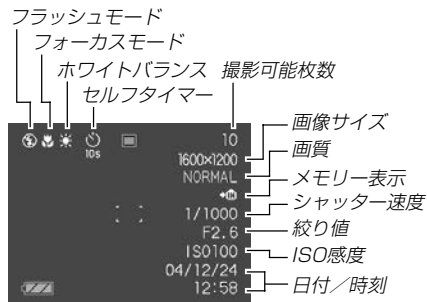 フラッシュモード
フォーカスモード
ホワイトバランス 撮影可能枚数
セルフタイマー
10s
10
1600×1200
NORMAL
IN
1/1000
F2.6
ISO100
04/12/24
12:58
画像サイズ
画質
メモリー表示
シャッター速度
絞り値
ISO感度
日付／時刻